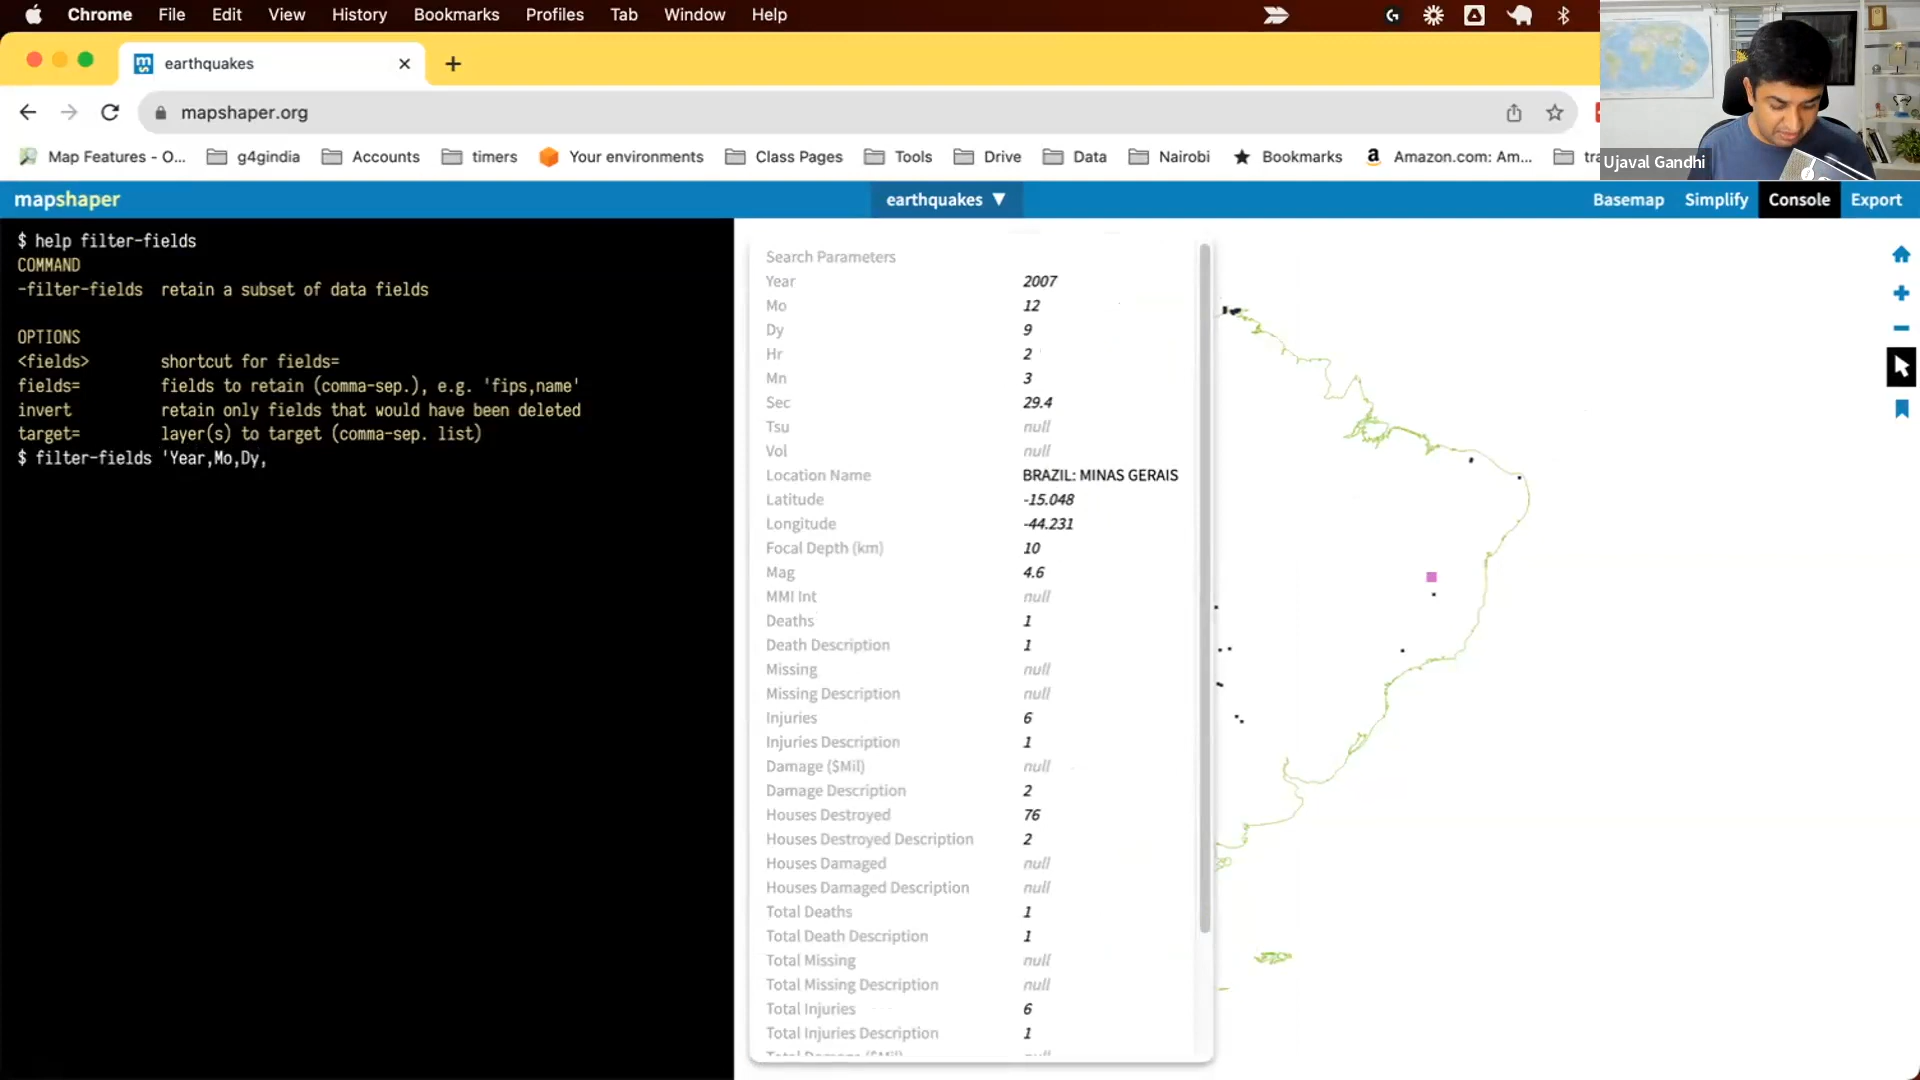 Chrome File Edit View History Bookmarks Profiles Tab Window Help
earthquakes
mapshaper.org
Map Features - O... g4gindia Accounts timers Your environments Class Pages Tools Drive Data Nairobi Bookmarks Amazon.com: Am...
Ujaval Gandhi
mapshaper earthquakes ▼ Basemap Simplify Console Export
$ help filter-fields
COMMAND
-filter-fields retain a subset of data fields
OPTIONS
<fields> shortcut for fields=
fields= fields to retain (comma-sep.), e.g. 'fips,name'
invert retain only fields that would have been deleted
target= layer(s) to target (comma-sep. list)
$ filter-fields 'Year,Mo,Dy,
Search Parameters
Year 2007
Mo 12
Dy 9
Hr 2
Mn 3
Sec 29.4
Tsu null
Vol null
Location Name BRAZIL: MINAS GERAIS
Latitude -15.048
Longitude -44.231
Focal Depth (km) 10
Mag 4.6
MMI Int null
Deaths 1
Death Description 1
Missing null
Missing Description null
Injuries 6
Injuries Description 1
Damage ($Mil) null
Damage Description 2
Houses Destroyed 76
Houses Destroyed Description 2
Houses Damaged null
Houses Damaged Description null
Total Deaths 1
Total Death Description 1
Total Missing null
Total Missing Description null
Total Injuries 6
Total Injuries Description 1
Total Damage ($Mil) null